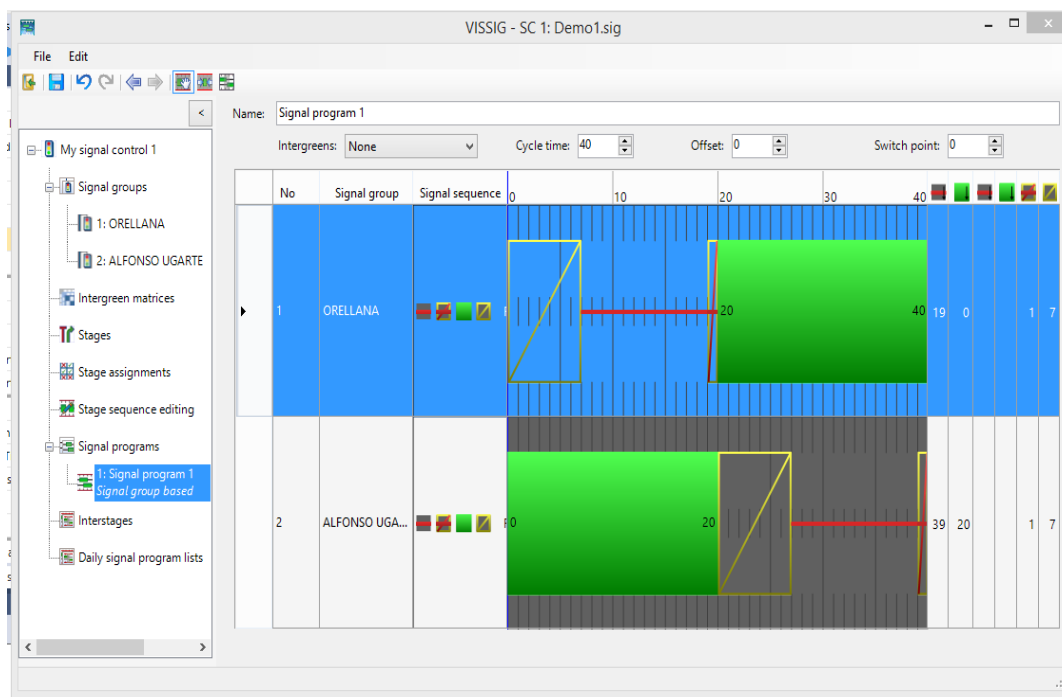 VISSIG - SC 1: Demo1.sig
File Edit
<
Name: Signal program 1
Intergreens: None Cycle time: 40 Offset: 0 Switch point: 0
My signal control 1
Signal groups
1: ORELLANA
2: ALFONSO UGARTE
Intergreen matrices
Stages
Stage assignments
Stage sequence editing
Signal programs
1: Signal program 1
Signal group based
Interstages
Daily signal program lists
No Signal group Signal sequence 0 10 20 30 40
1 ORELLANA 20 40 19 0 1 7
2 ALFONSO UGA... 0 20 39 20 1 7